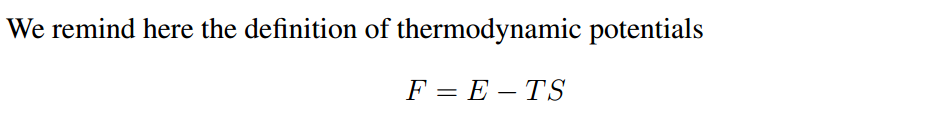 We remind here the definition of thermodynamic potentials
F = E − TS